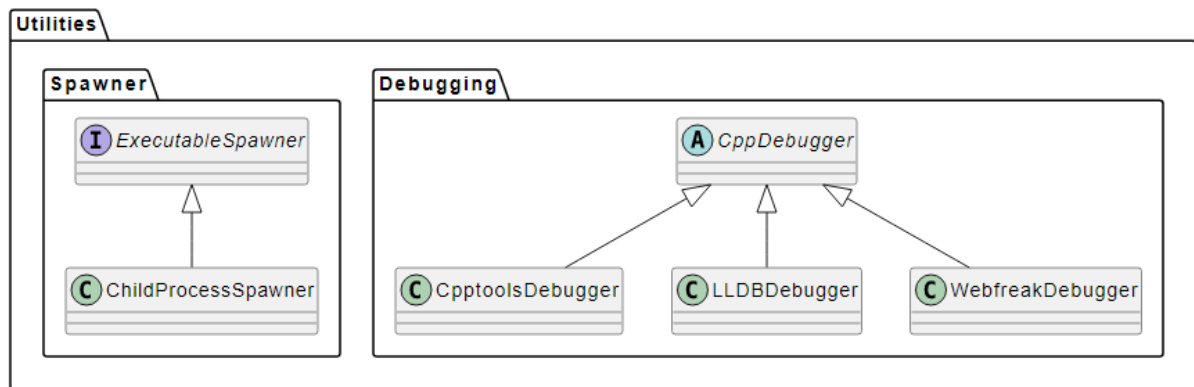 Utilities
Spawner
Debugging
I ExecutableSpawner
A CppDebugger
C ChildProcessSpawner
C CpptoolsDebugger
C LLDBDebugger
C WebfreakDebugger